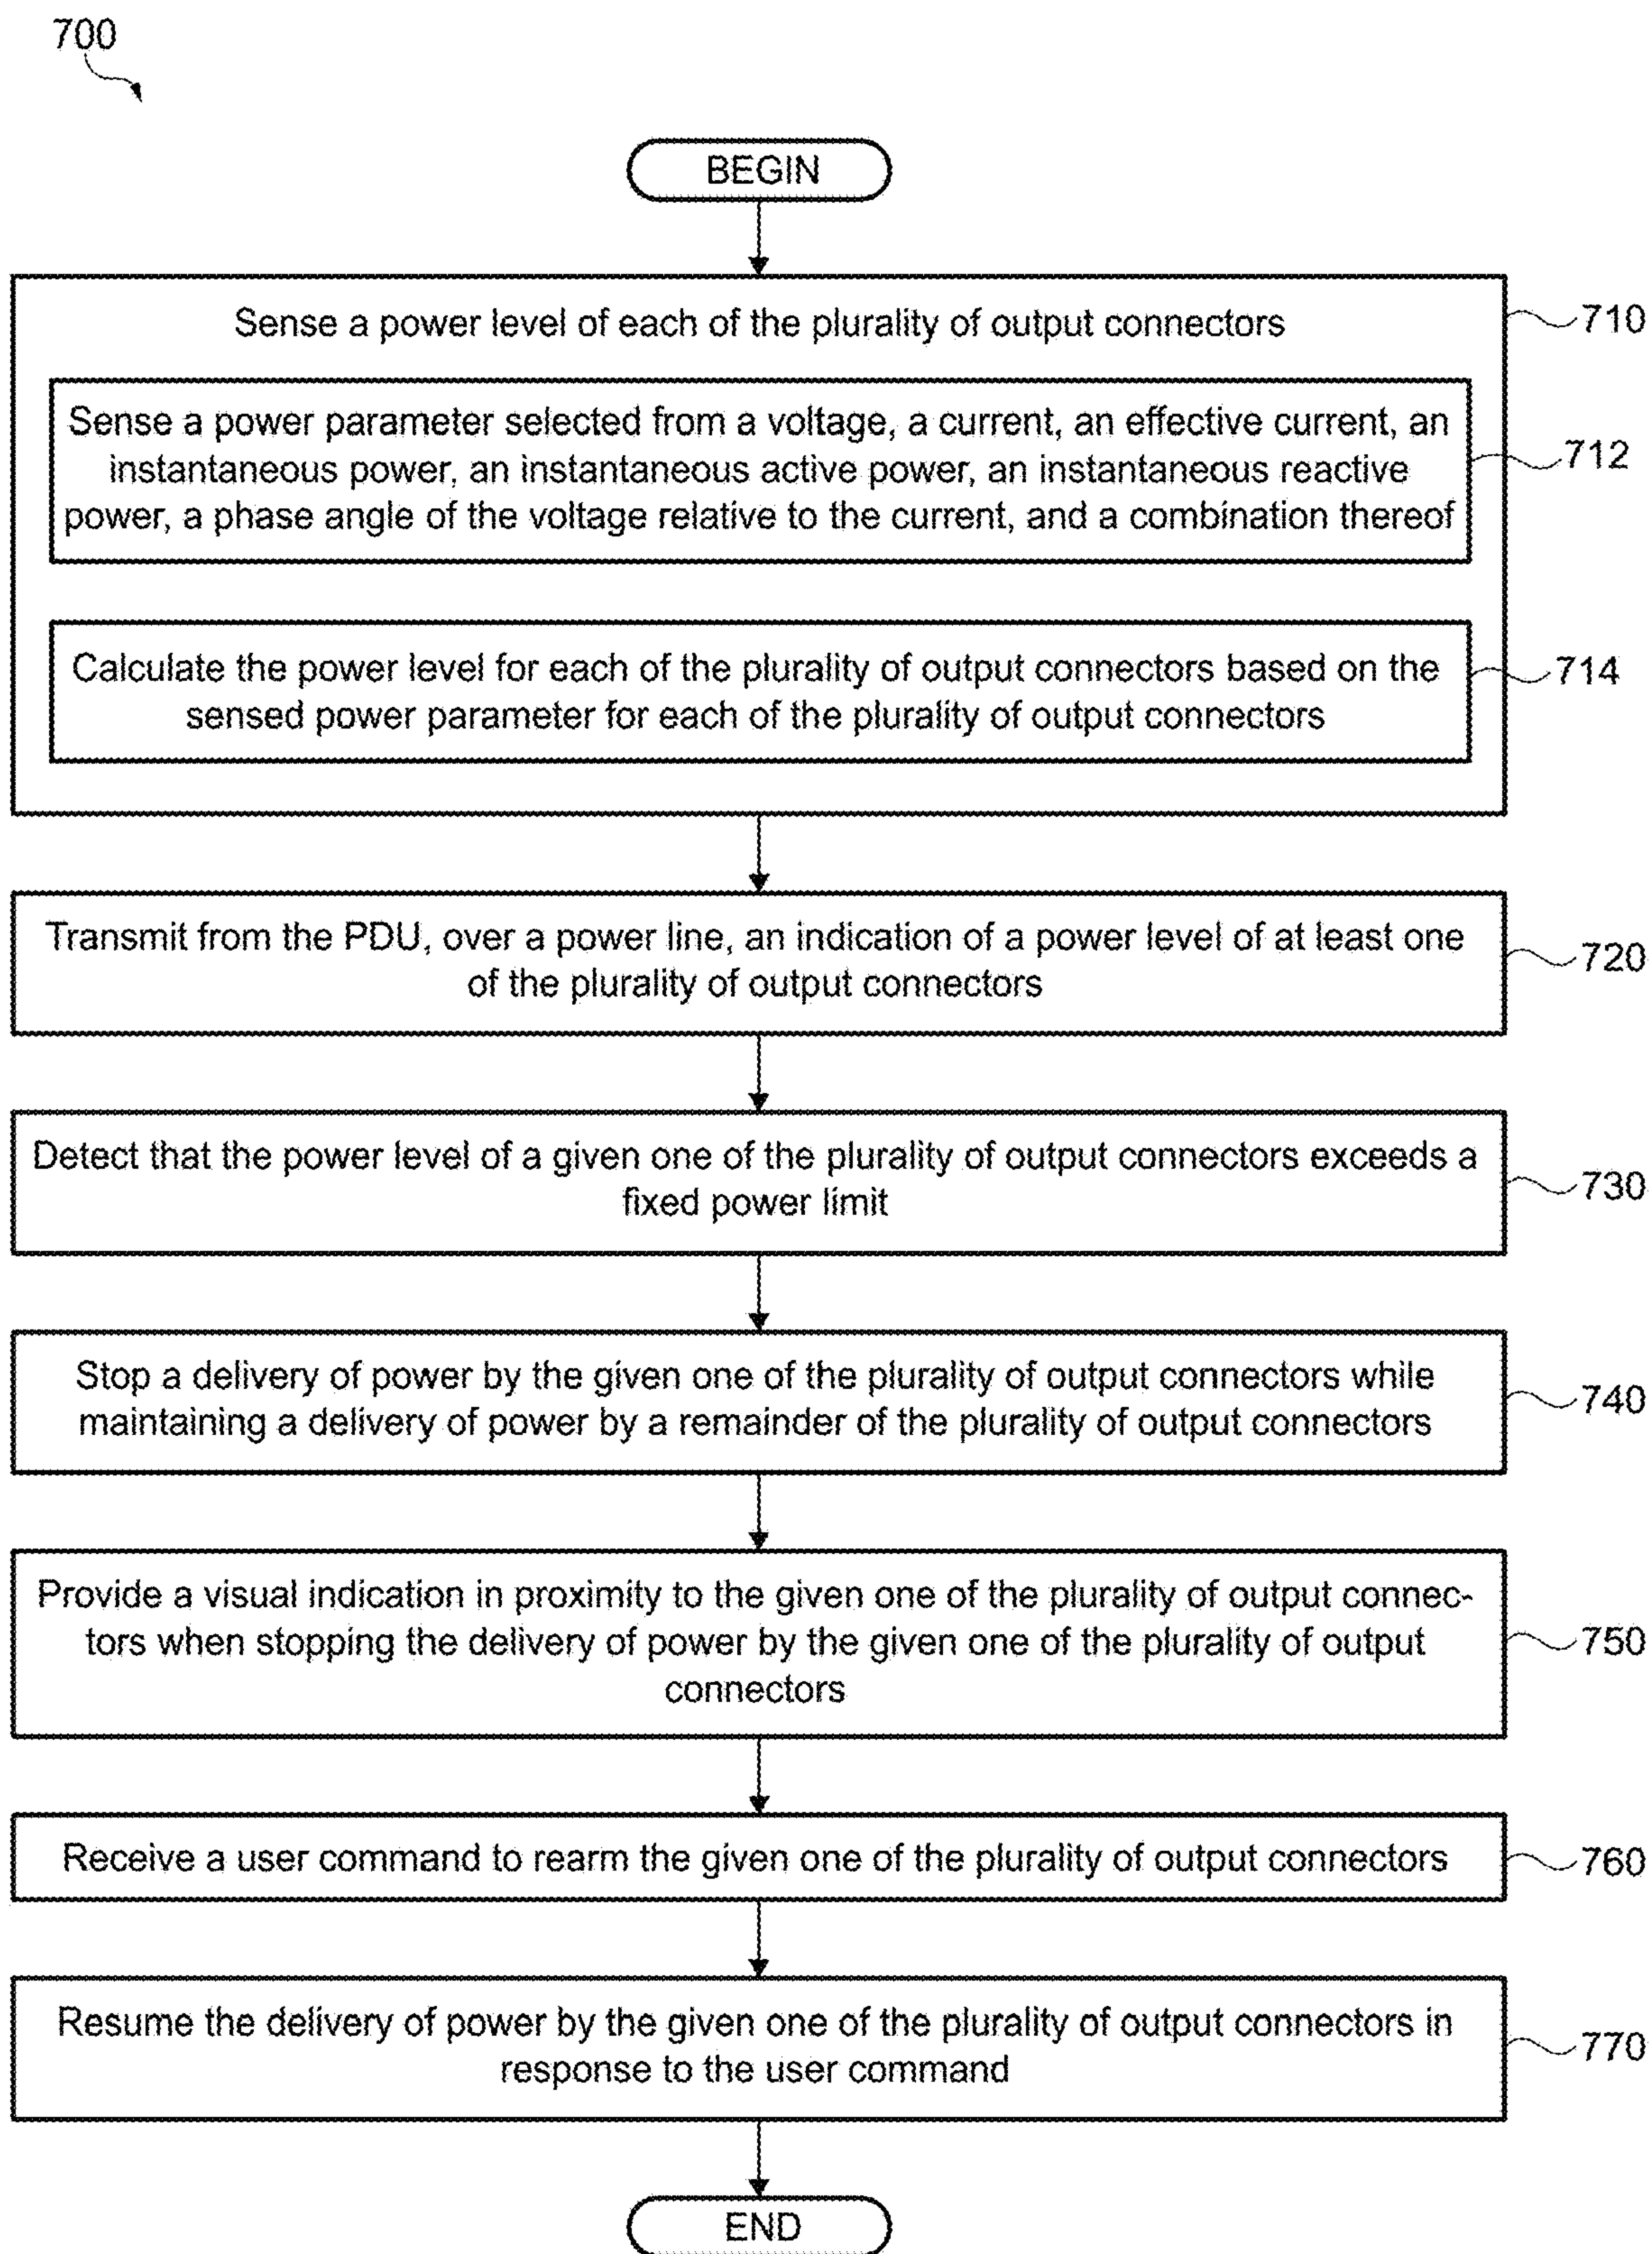 700
BEGIN
Sense a power level of each of the plurality of output connectors
710
Sense a power parameter selected from a voltage, a current, an effective current, an
instantaneous power, an instantaneous active power, an instantaneous reactive
power, a phase angle of the voltage relative to the current, and a combination thereof
712
Calculate the power level for each of the plurality of output connectors based on the
sensed power parameter for each of the plurality of output connectors
714
Transmit from the PDU, over a power line, an indication of a power level of at least one
of the plurality of output connectors
720
Detect that the power level of a given one of the plurality of output connectors exceeds a
fixed power limit
730
Stop a delivery of power by the given one of the plurality of output connectors while
maintaining a delivery of power by a remainder of the plurality of output connectors
740
Provide a visual indication in proximity to the given one of the plurality of output connec-
tors when stopping the delivery of power by the given one of the plurality of output
connectors
750
Receive a user command to rearm the given one of the plurality of output connectors
760
Resume the delivery of power by the given one of the plurality of output connectors in
response to the user command
770
END